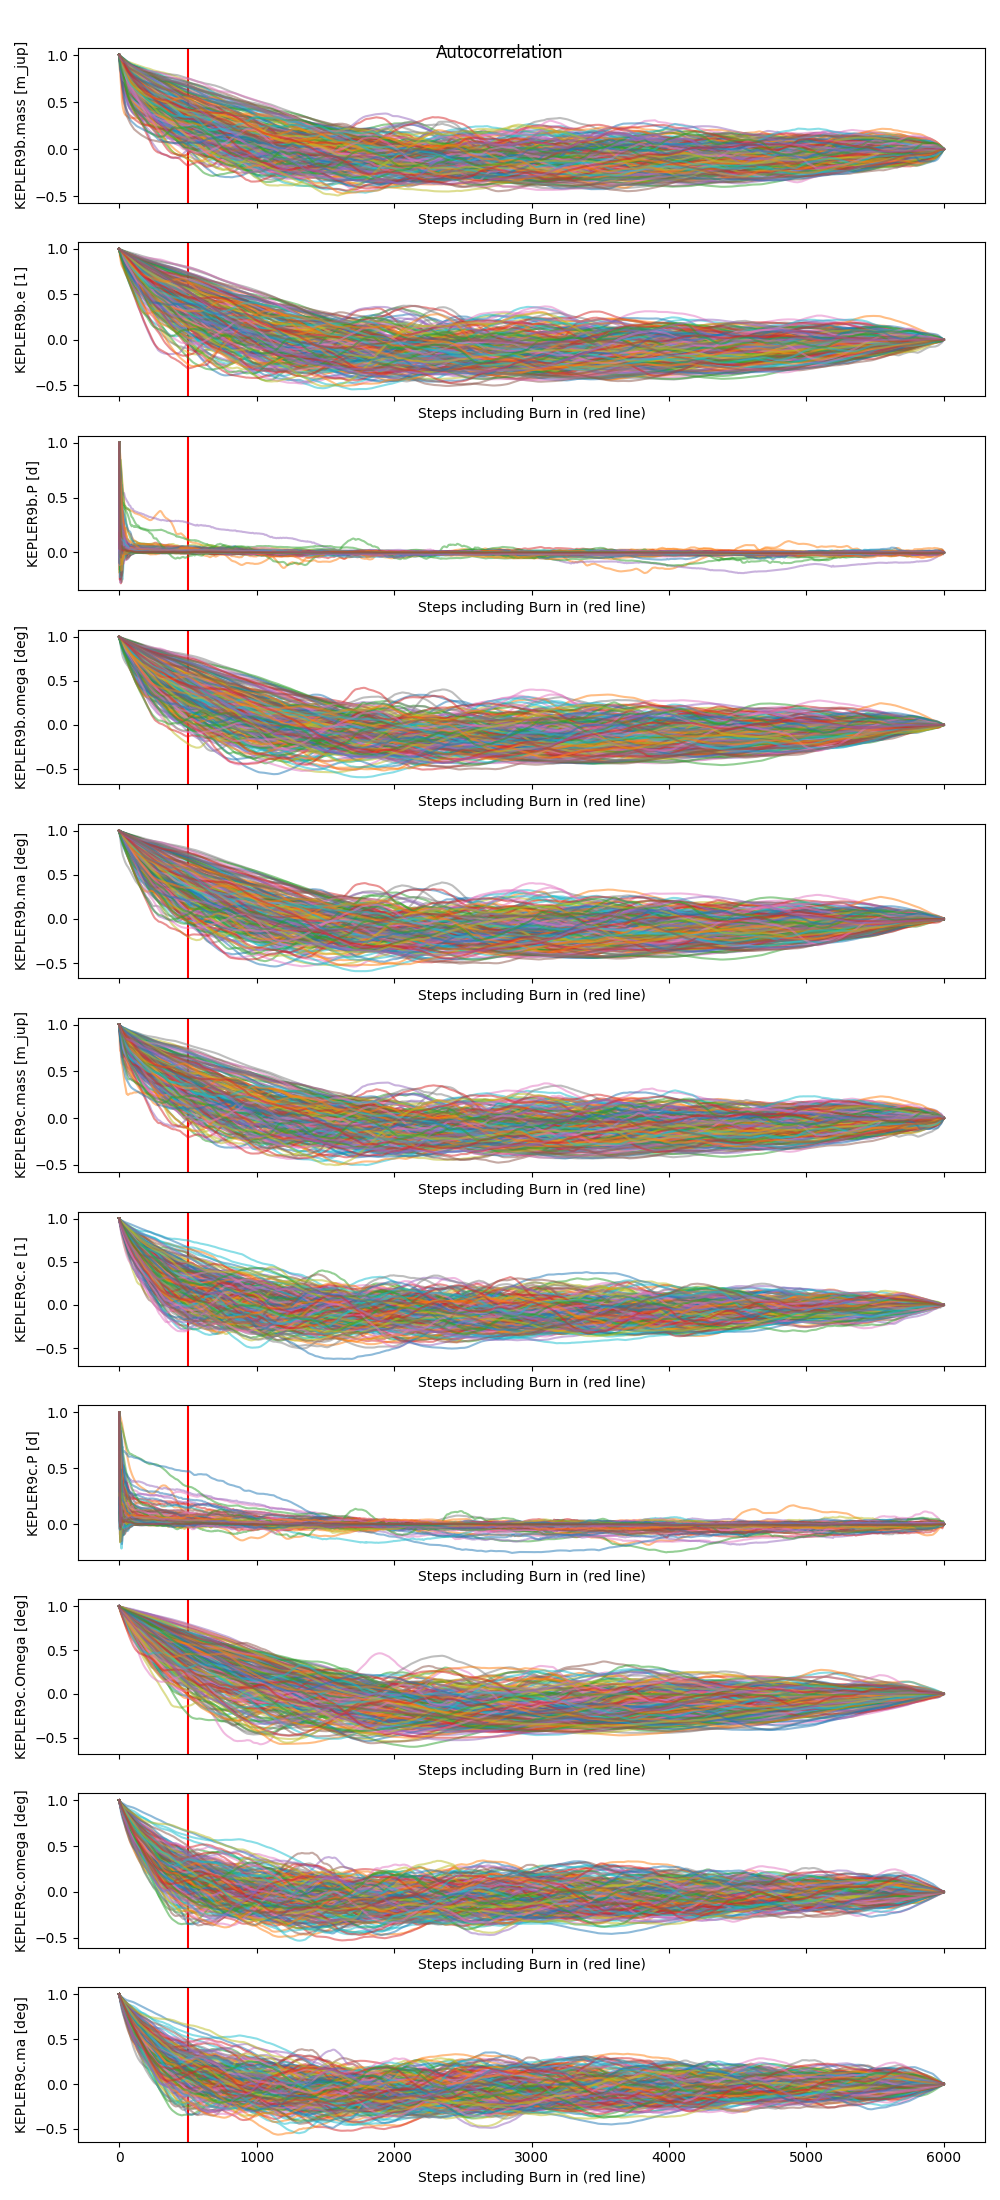 Autocorrelation
KEPLER9b.mass [m_jup]
1.0
0.5
0.0
−0.5
Steps including Burn in (red line)
KEPLER9b.e [1]
1.0
0.5
0.0
−0.5
Steps including Burn in (red line)
KEPLER9b.P [d]
1.0
0.5
0.0
Steps including Burn in (red line)
KEPLER9b.omega [deg]
1.0
0.5
0.0
−0.5
Steps including Burn in (red line)
KEPLER9b.ma [deg]
1.0
0.5
0.0
−0.5
Steps including Burn in (red line)
KEPLER9c.mass [m_jup]
1.0
0.5
0.0
−0.5
Steps including Burn in (red line)
KEPLER9c.e [1]
1.0
0.5
0.0
−0.5
Steps including Burn in (red line)
KEPLER9c.P [d]
1.0
0.5
0.0
Steps including Burn in (red line)
KEPLER9c.Omega [deg]
1.0
0.5
0.0
−0.5
Steps including Burn in (red line)
KEPLER9c.omega [deg]
1.0
0.5
0.0
−0.5
Steps including Burn in (red line)
KEPLER9c.ma [deg]
1.0
0.5
0.0
−0.5
0 1000 2000 3000 4000 5000 6000
Steps including Burn in (red line)